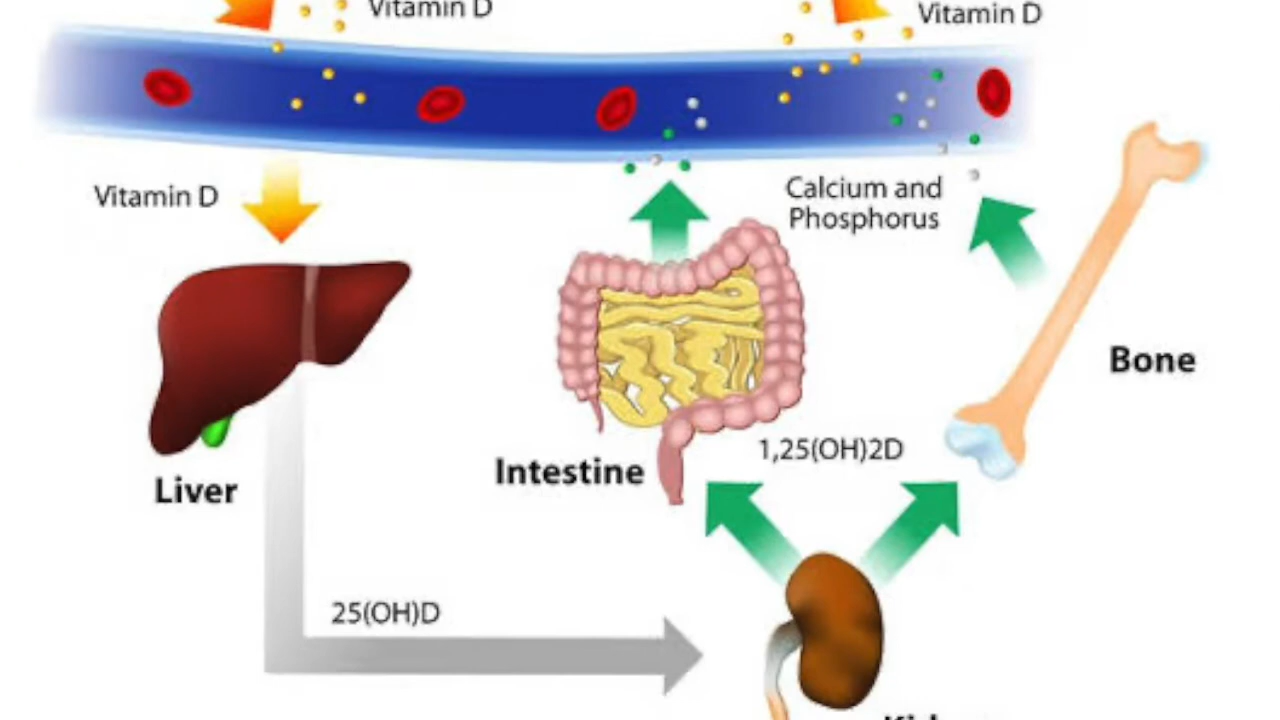 Vitamin D
Vitamin D
Vitamin D
Calcium and
Phosphorus
Bone
1,25(OH)2D
Intestine
Liver
25(OH)D